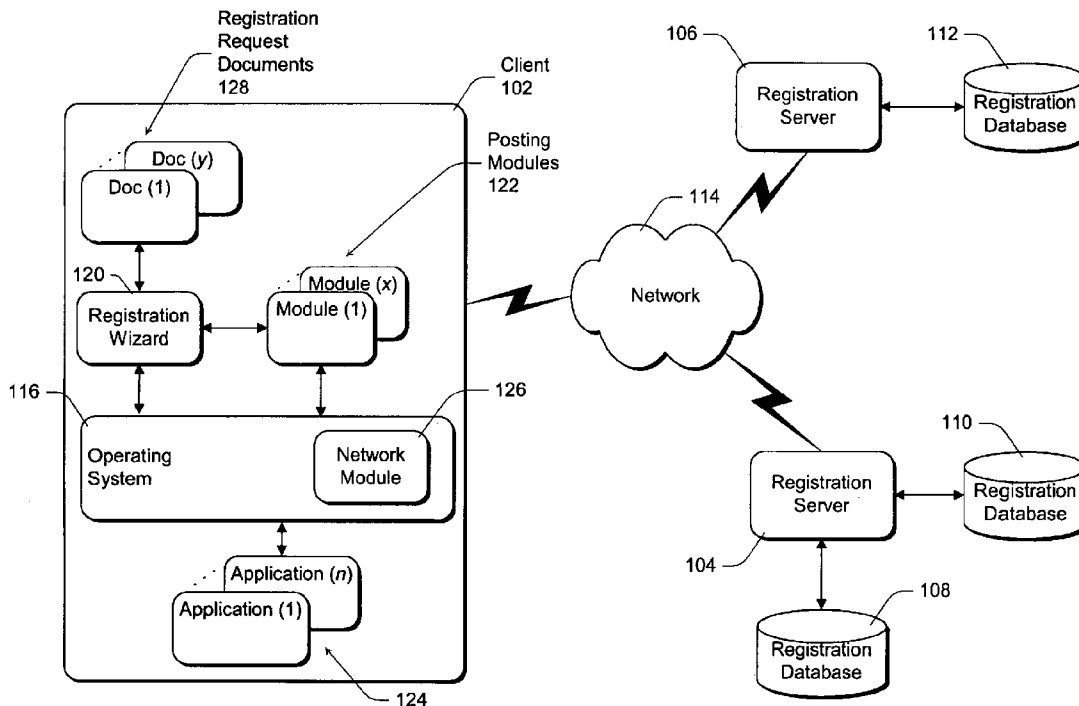 Registration
Request
Documents
128
Client
102
Doc (y)
Doc (1)
Posting
Modules
122
120
Registration
Wizard
Module (x)
Module (1)
116
126
Operating
System
Network
Module
Application (n)
Application (1)
124
114
Network
106
Registration
Server
112
Registration
Database
Registration
Server
104
110
Registration
Database
108
Registration
Database